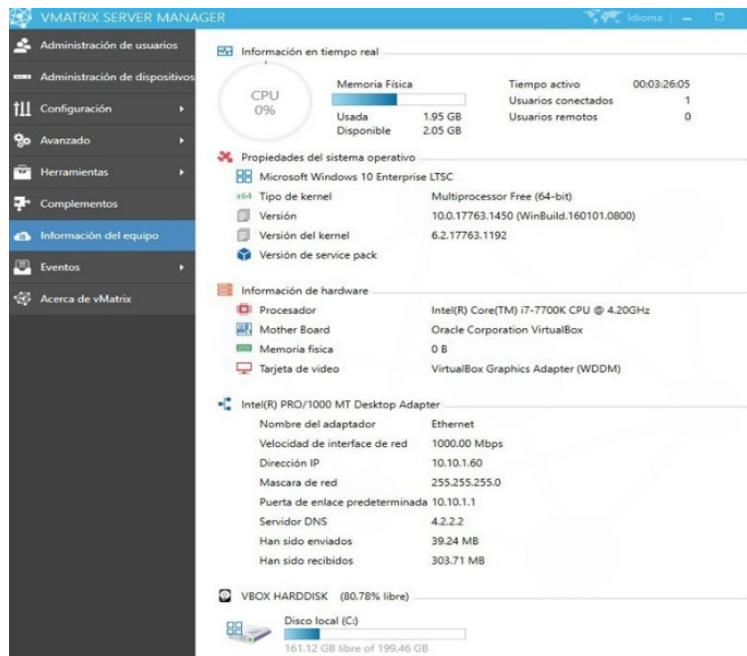 VMATRIX SERVER MANAGER
Idioma
Administración de usuarios
Administración de dispositivos
Configuración
Avanzado
Herramientas
Complementos
Información del equipo
Eventos
Acerca de vMatrix
Información en tiempo real
CPU
0%
Memoria Física
Usada 1.95 GB
Disponible 2.05 GB
Tiempo activo 00:03:26:05
Usuarios conectados 1
Usuarios remotos 0
Propiedades del sistema operativo
Microsoft Windows 10 Enterprise LTSC
x64 Tipo de kernel Multiprocessor Free (64-bit)
Versión 10.0.17763.1450 (WinBuild.160101.0800)
Versión del kernel 6.2.17763.1192
Versión de service pack
Información de hardware
Procesador Intel(R) Core(TM) i7-7700K CPU @ 4.20GHz
Mother Board Oracle Corporation VirtualBox
Memoria fisica 0 B
Tarjeta de video VirtualBox Graphics Adapter (WDDM)
Intel(R) PRO/1000 MT Desktop Adapter
Nombre del adaptador Ethernet
Velocidad de interface de red 1000.00 Mbps
Dirección IP 10.10.1.60
Mascara de red 255.255.255.0
Puerta de enlace predeterminada 10.10.1.1
Servidor DNS 4.2.2.2
Han sido enviados 39.24 MB
Han sido recibidos 303.71 MB
VBOX HARDDISK (80.78% libre)
Disco local (C:)
161.12 GB libre of 199.46 GB